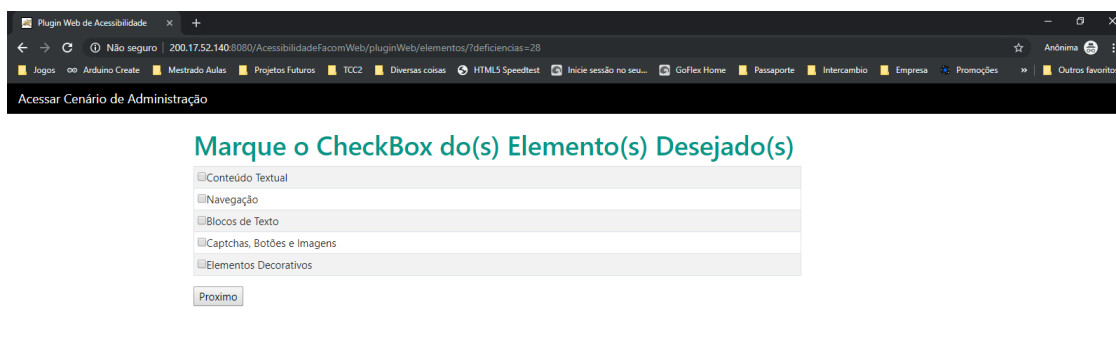 Plugin Web de Acessibilidade
Não seguro | 200.17.52.140:8080/AcessibilidadeFacomWeb/pluginWeb/elementos/?deficiencias=28 Anônima
Jogos Arduino Create Mestrado Aulas Projetos Futuros TCC2 Diversas coisas HTML5 Speedtest Inicie sessão no seu... GoFlex Home Passaporte Intercambio Empresa Promoções » Outros favoritos
Acessar Cenário de Administração
Marque o CheckBox do(s) Elemento(s) Desejado(s)
Conteúdo Textual
Navegação
Blocos de Texto
Captchas, Botões e Imagens
Elementos Decorativos
Proximo